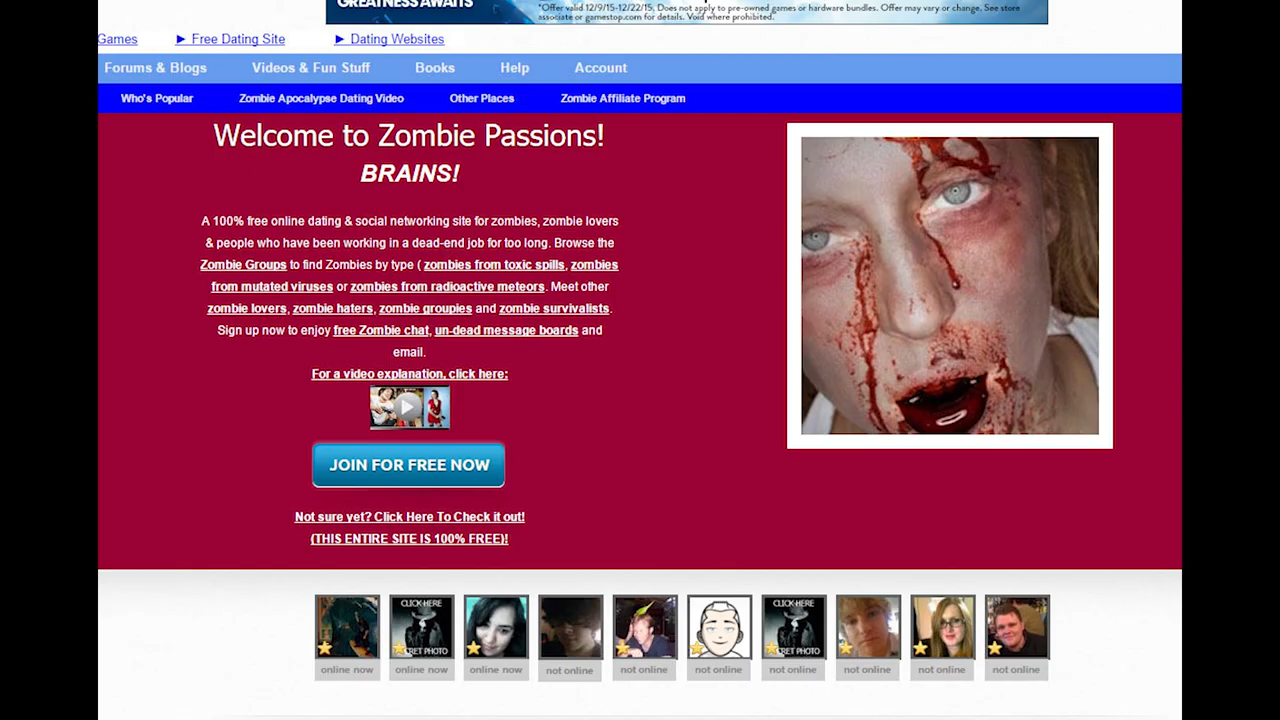 GREATNESS AWAITS
*Offer valid 12/9/15-12/22/15. Does not apply to pre-owned games or hardware bundles. Offer may vary or change. See store
associate or gamestop.com for details. Void where prohibited.
Games ► Free Dating Site ► Dating Websites
Forums & Blogs Videos & Fun Stuff Books Help Account
Who's Popular Zombie Apocalypse Dating Video Other Places Zombie Affiliate Program
Welcome to Zombie Passions!
BRAINS!
A 100% free online dating & social networking site for zombies, zombie lovers
& people who have been working in a dead-end job for too long. Browse the
Zombie Groups to find Zombies by type ( zombies from toxic spills, zombies
from mutated viruses or zombies from radioactive meteors. Meet other
zombie lovers, zombie haters, zombie groupies and zombie survivalists.
Sign up now to enjoy free Zombie chat, un-dead message boards and
email.
For a video explanation, click here:
JOIN FOR FREE NOW
Not sure yet? Click Here To Check it out!
(THIS ENTIRE SITE IS 100% FREE)!
CLICK HERE CLICK HERE
CRET PHOTO CRET PHOTO
online now online now online now not online not online not online not online not online not online not online